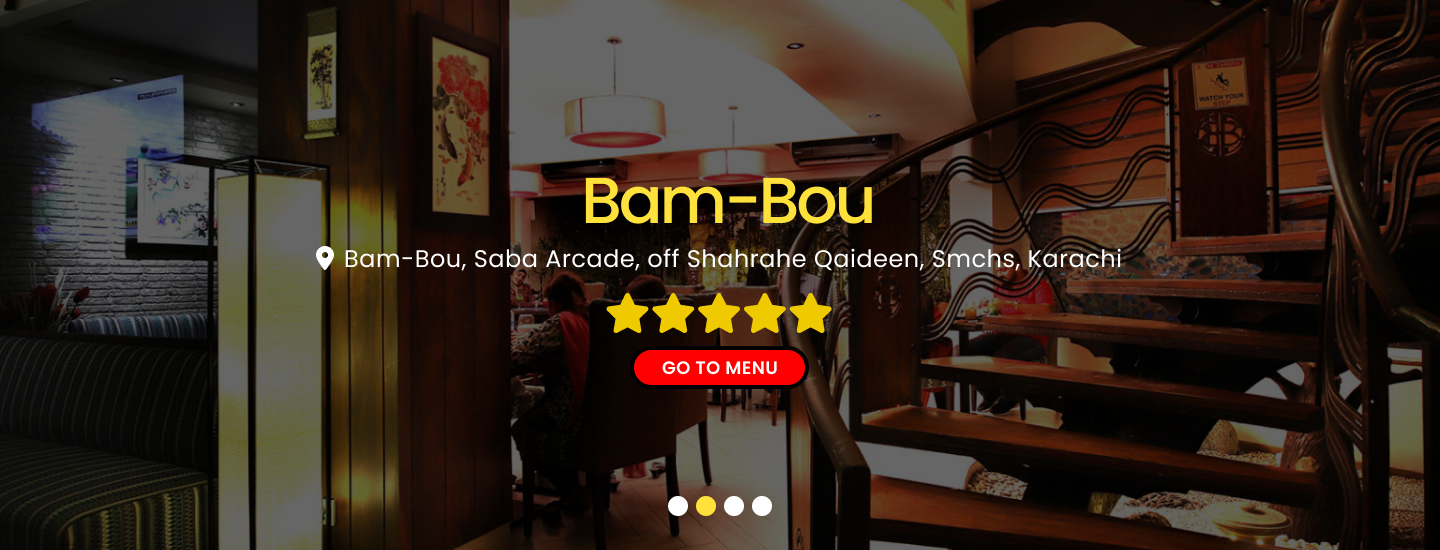 WATCH YOUR
STEP
Bam-Bou
Bam-Bou, Saba Arcade, off Shahrahe Qaideen, Smchs, Karachi
GO TO MENU